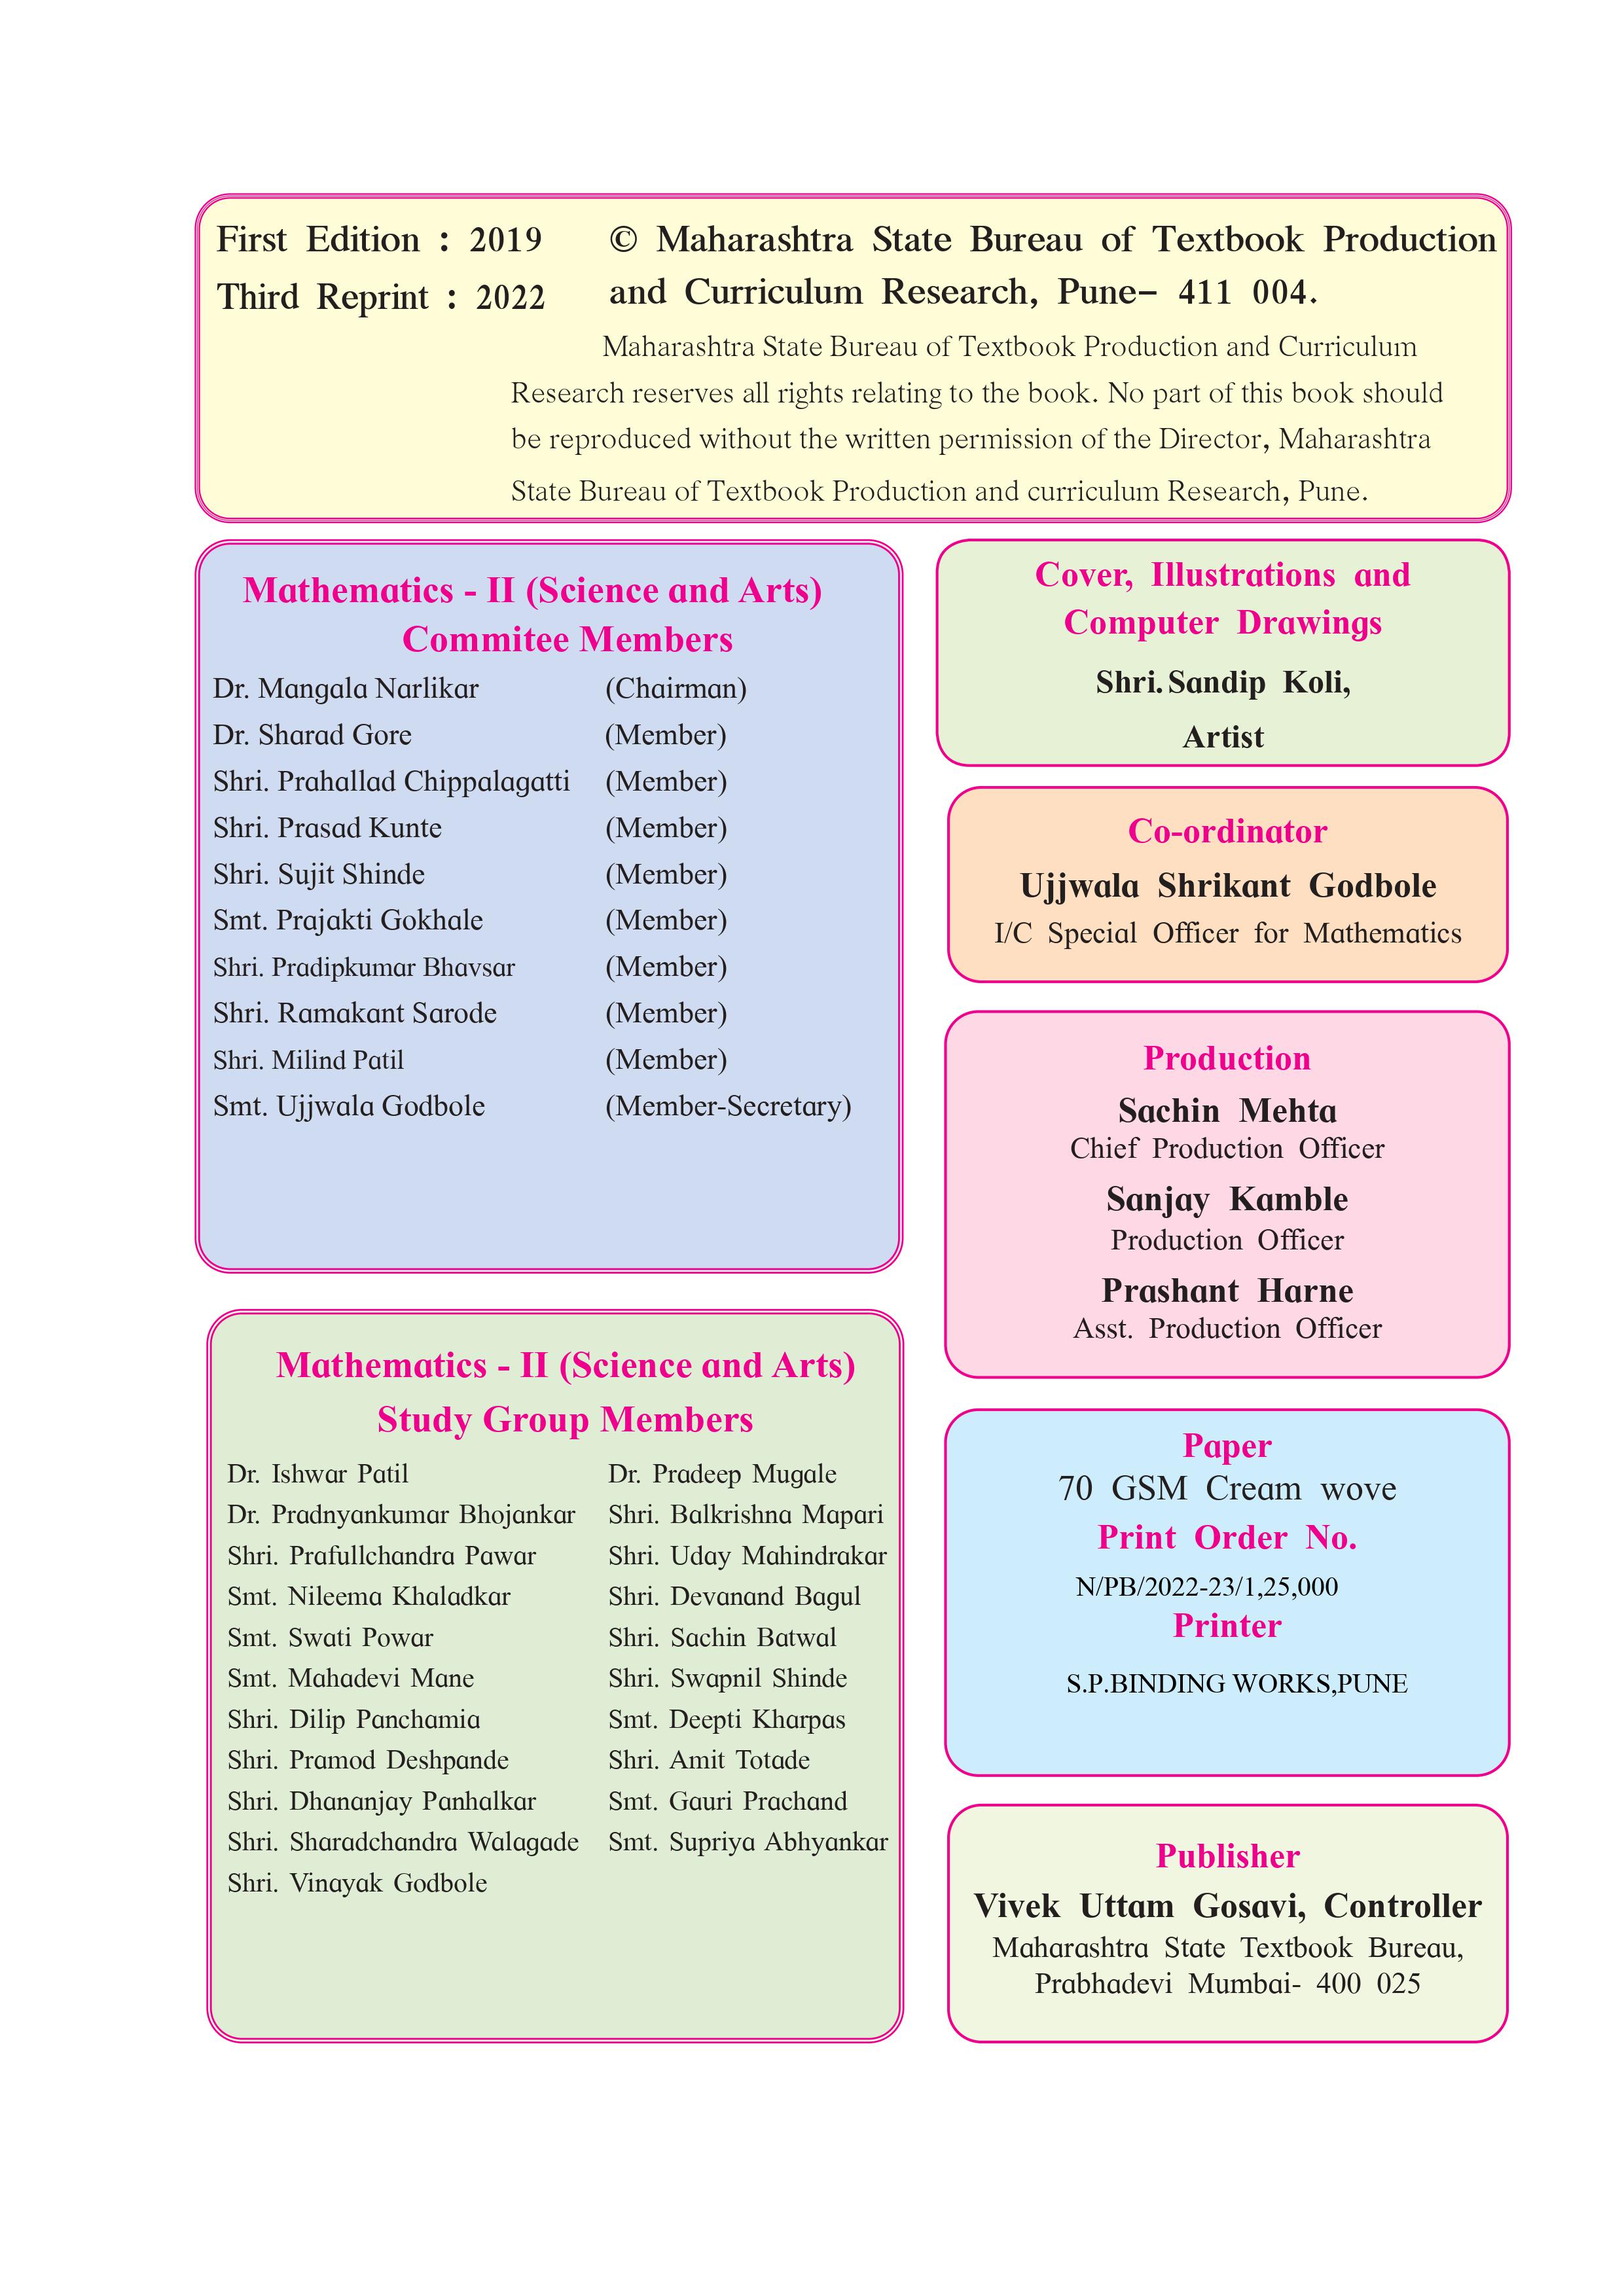 First Edition : 2019
Third Reprint : 2022
© Maharashtra State Bureau of Textbook Production
and Curriculum Research, Pune– 411 004.
Maharashtra State Bureau of Textbook Production and Curriculum
Research reserves all rights relating to the book. No part of this book should
be reproduced without the written permission of the Director, Maharashtra
State Bureau of Textbook Production and curriculum Research, Pune.
Mathematics - II (Science and Arts)
Commitee Members
Dr. Mangala Narlikar (Chairman)
Dr. Sharad Gore (Member)
Shri. Prahallad Chippalagatti (Member)
Shri. Prasad Kunte (Member)
Shri. Sujit Shinde (Member)
Smt. Prajakti Gokhale (Member)
Shri. Pradipkumar Bhavsar (Member)
Shri. Ramakant Sarode (Member)
Shri. Milind Patil (Member)
Smt. Ujjwala Godbole (Member-Secretary)
Mathematics - II (Science and Arts)
Study Group Members
Dr. Ishwar Patil
Dr. Pradnyankumar Bhojankar
Shri. Prafullchandra Pawar
Smt. Nileema Khaladkar
Smt. Swati Powar
Smt. Mahadevi Mane
Shri. Dilip Panchamia
Shri. Pramod Deshpande
Shri. Dhananjay Panhalkar
Shri. Sharadchandra Walagade
Shri. Vinayak Godbole
Dr. Pradeep Mugale
Shri. Balkrishna Mapari
Shri. Uday Mahindrakar
Shri. Devanand Bagul
Shri. Sachin Batwal
Shri. Swapnil Shinde
Smt. Deepti Kharpas
Shri. Amit Totade
Smt. Gauri Prachand
Smt. Supriya Abhyankar
Cover, Illustrations and
Computer Drawings
Shri. Sandip Koli,
Artist
Co-ordinator
Ujjwala Shrikant Godbole
I/C Special Officer for Mathematics
Production
Sachin Mehta
Chief Production Officer
Sanjay Kamble
Production Officer
Prashant Harne
Asst. Production Officer
Paper
70 GSM Cream wove
Print Order No.
N/PB/2022-23/1,25,000
Printer
S.P.BINDING WORKS,PUNE
Publisher
Vivek Uttam Gosavi, Controller
Maharashtra State Textbook Bureau,
Prabhadevi Mumbai- 400 025